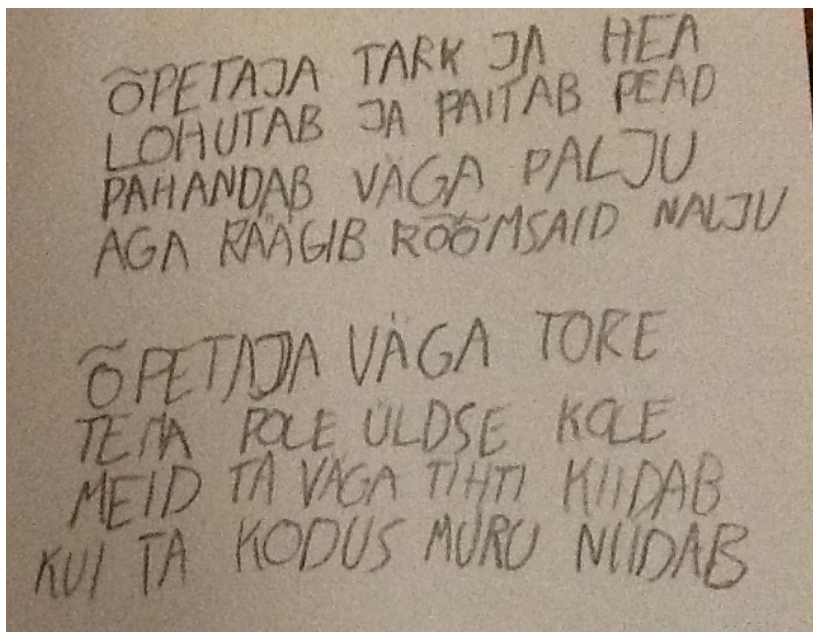 ÕPETAJA TARK JA HEA
LOHUTAB JA PAITAB PEAD
PAHANDAB VÄGA PALJU
AGA RÄÄGIB RÕÕMSAID NALJU
ÕPETAJA VÄGA TORE
TEMA POLE ÜLDSE KOLE
MEID TA VÄGA TIHTI KIIDAB
KUI TA KODUS MURU NIIDAB